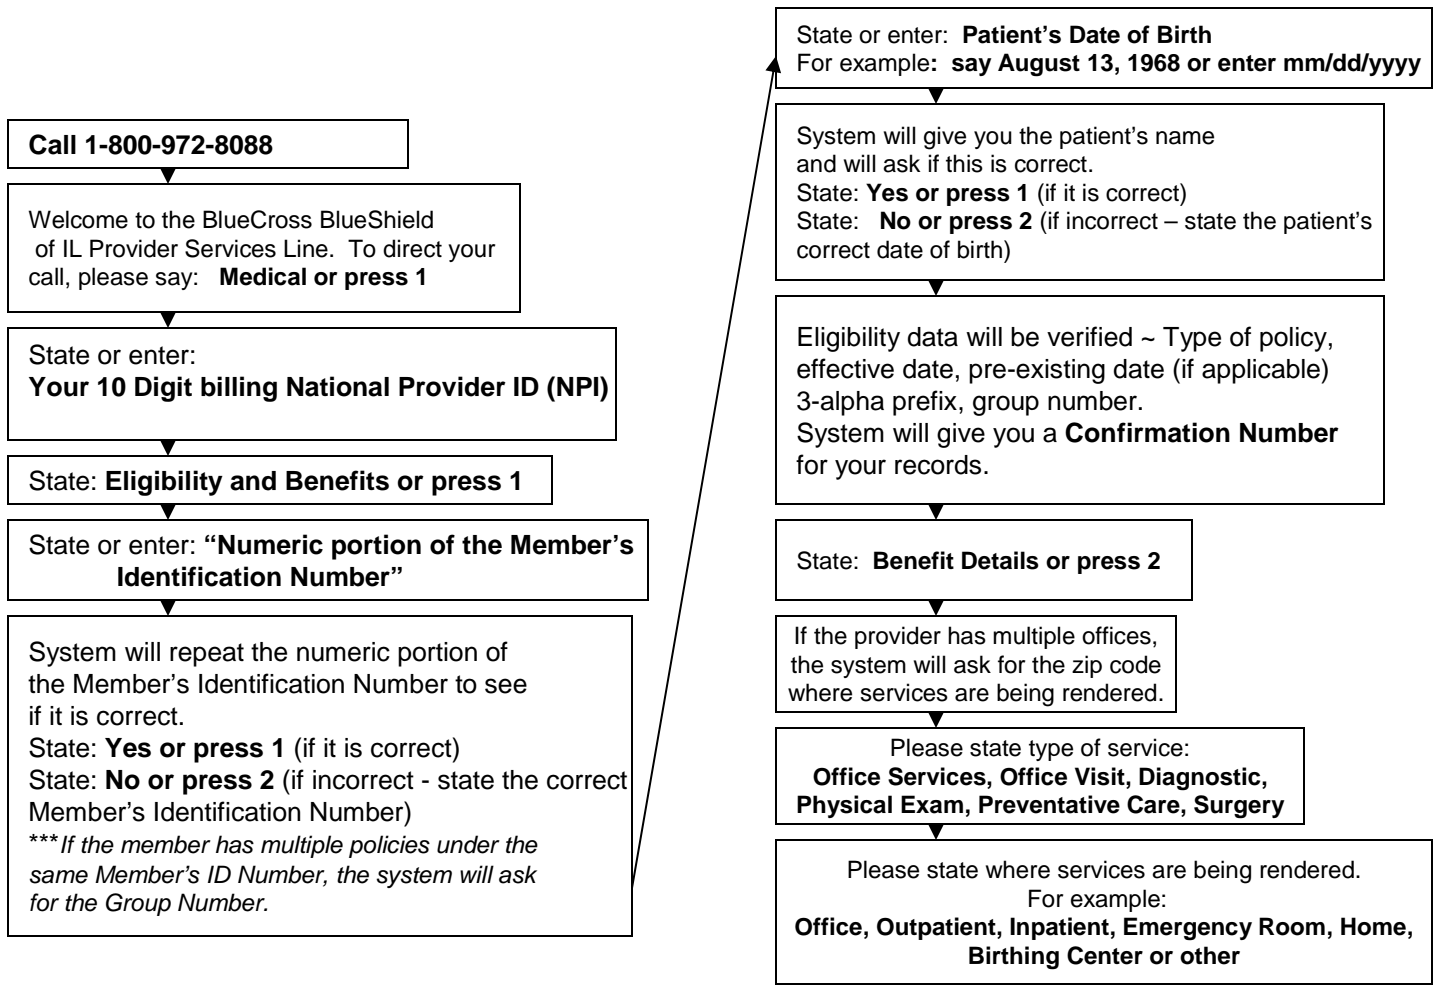 Call 1-800-972-8088
Welcome to the BlueCross BlueShield
of IL Provider Services Line. To direct your
call, please say: Medical or press 1
State or enter:
Your 10 Digit billing National Provider ID (NPI)
State: Eligibility and Benefits or press 1
State or enter: “Numeric portion of the Member’s
Identification Number”
System will repeat the numeric portion of
the Member’s Identification Number to see
if it is correct.
State: Yes or press 1 (if it is correct)
State: No or press 2 (if incorrect - state the correct
Member’s Identification Number)
***If the member has multiple policies under the
same Member’s ID Number, the system will ask
for the Group Number.
State or enter: Patient’s Date of Birth
For example: say August 13, 1968 or enter mm/dd/yyyy
System will give you the patient’s name
and will ask if this is correct.
State: Yes or press 1 (if it is correct)
State: No or press 2 (if incorrect – state the patient’s
correct date of birth)
Eligibility data will be verified ~ Type of policy,
effective date, pre-existing date (if applicable)
3-alpha prefix, group number.
System will give you a Confirmation Number
for your records.
State: Benefit Details or press 2
If the provider has multiple offices,
the system will ask for the zip code
where services are being rendered.
Please state type of service:
Office Services, Office Visit, Diagnostic,
Physical Exam, Preventative Care, Surgery
Please state where services are being rendered.
For example:
Office, Outpatient, Inpatient, Emergency Room, Home,
Birthing Center or other